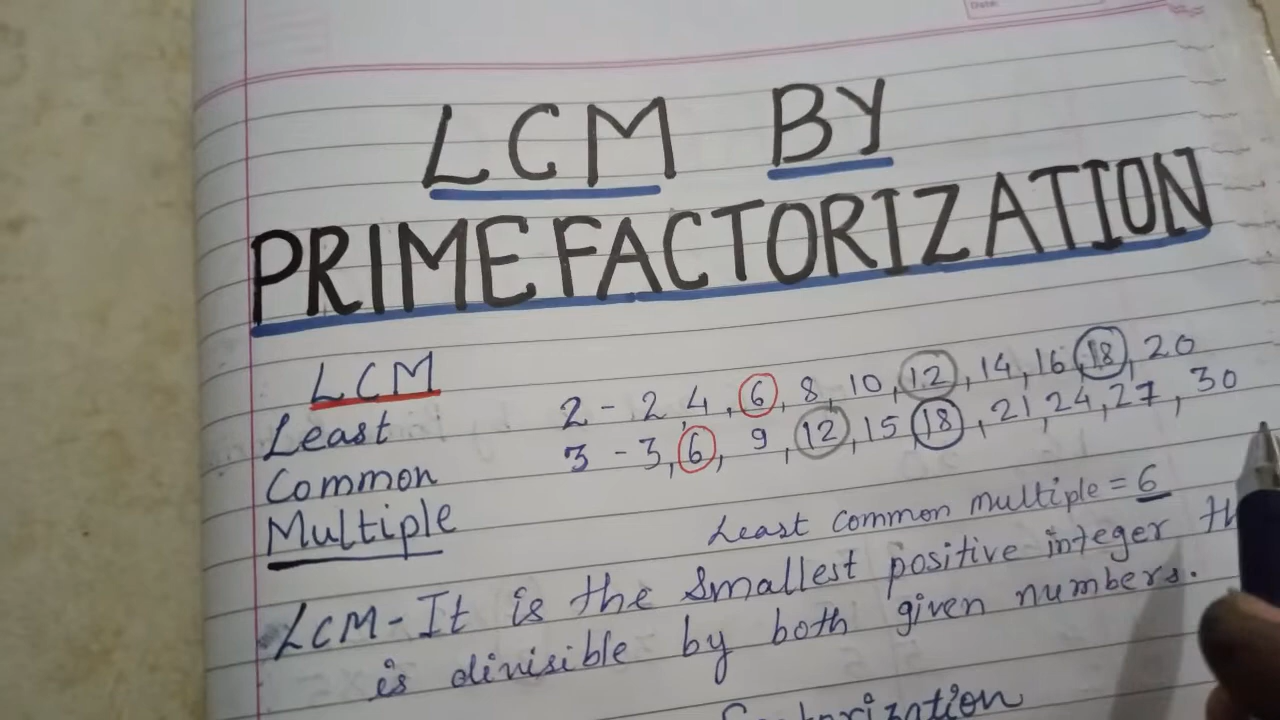 Date:
LCM BY
PRIME FACTORIZATION
LCM
Least
Common
Multiple
2 - 2 4, 6, 8, 10, 12, 14, 16, 18, 20
3 - 3, 6, 9, 12, 15, 18, 21, 24, 27, 30
Least common multiple = 6
LCM - It is the smallest positive integer
is divisible by both given numbers.